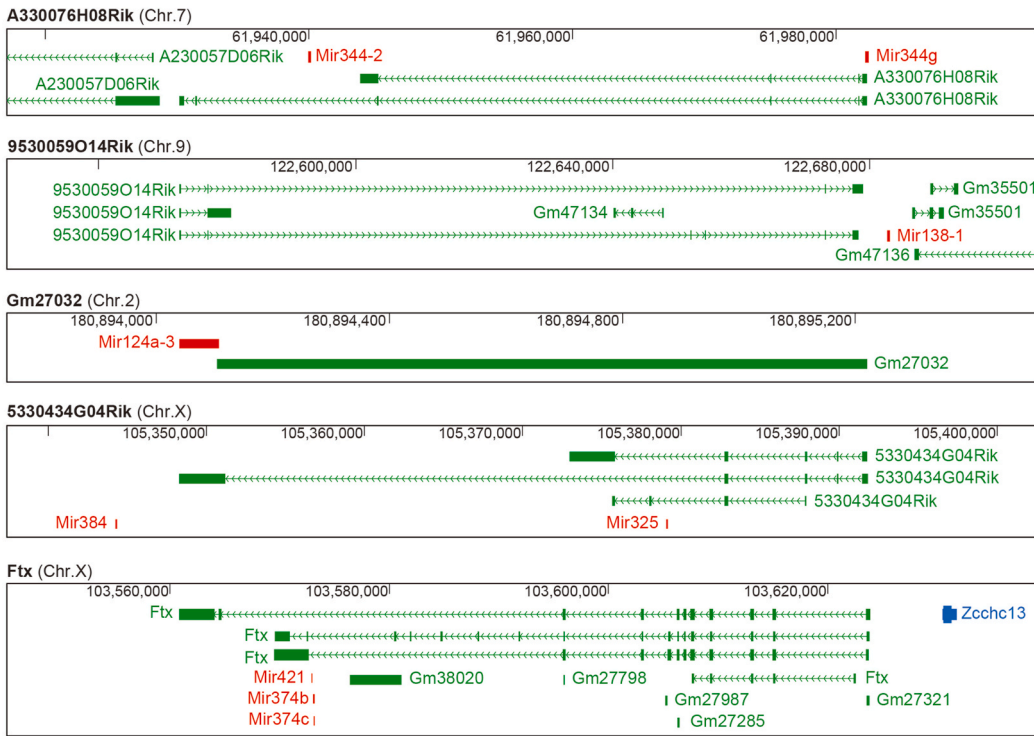 A330076H08Rik (Chr.7)
61,940,000 61,960,000 61,980,000
A230057D06Rik Mir344-2 Mir344g
A230057D06Rik A330076H08Rik
A330076H08Rik
9530059O14Rik (Chr.9)
122,600,000 122,640,000 122,680,000
9530059O14Rik Gm35501
9530059O14Rik Gm47134 Gm35501
9530059O14Rik Mir138-1
Gm47136
Gm27032 (Chr.2)
180,894,000 180,894,400 180,894,800 180,895,200
Mir124a-3
Gm27032
5330434G04Rik (Chr.X)
105,350,000 105,360,000 105,370,000 105,380,000 105,390,000 105,400,000
5330434G04Rik
5330434G04Rik
5330434G04Rik
Mir384 Mir325
Ftx (Chr.X)
103,560,000 103,580,000 103,600,000 103,620,000
Ftx Zcchc13
Ftx
Ftx
Mir421 Gm38020 Gm27798 Ftx
Mir374b Gm27987 Gm27321
Mir374c Gm27285